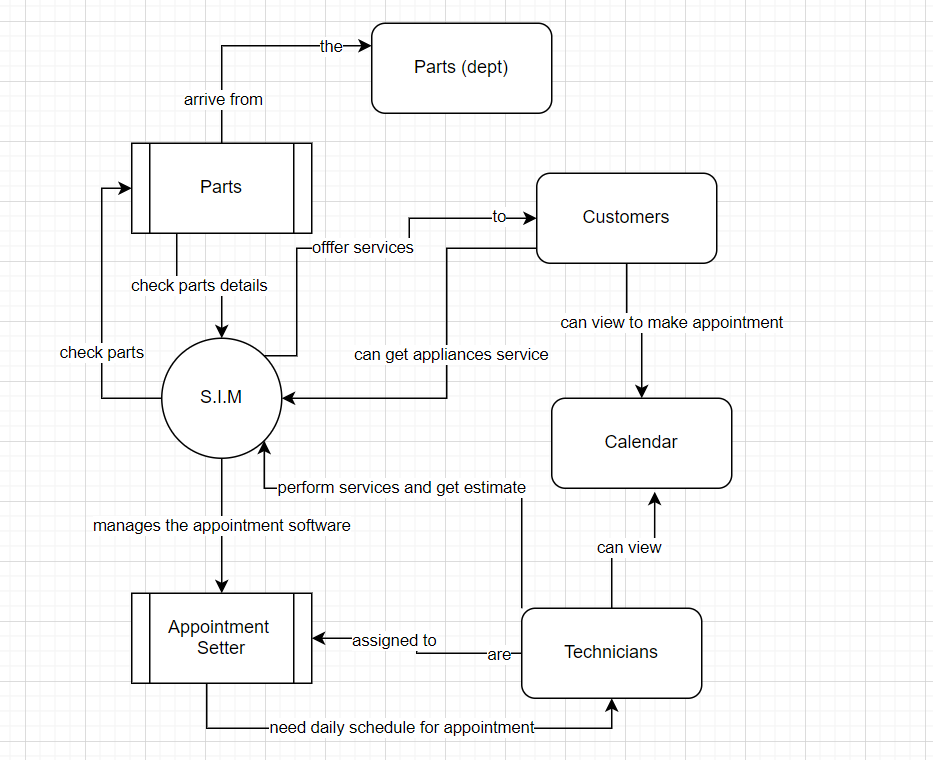 the
Parts (dept)
arrive from
Parts
Customers
to
offfer services
check parts details
can view to make appointment
check parts
can get appliances service
S.I.M
Calendar
perform services and get estimate
manages the appointment software
can view
Appointment
Setter
assigned to
are
Technicians
need daily schedule for appointment